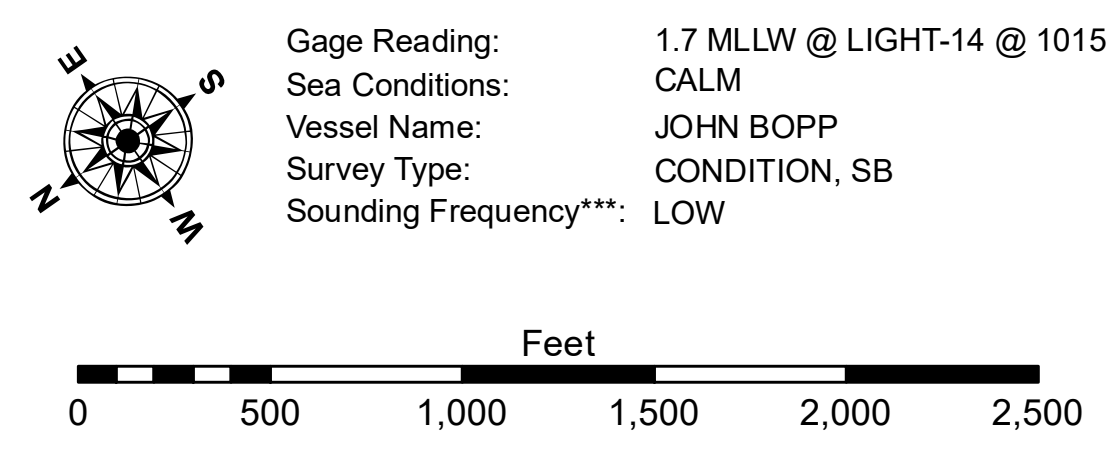 E
S
N
W
Gage Reading: 1.7 MLLW @ LIGHT-14 @ 1015
Sea Conditions: CALM
Vessel Name: JOHN BOPP
Survey Type: CONDITION, SB
Sounding Frequency***: LOW
Feet
0 500 1,000 1,500 2,000 2,500